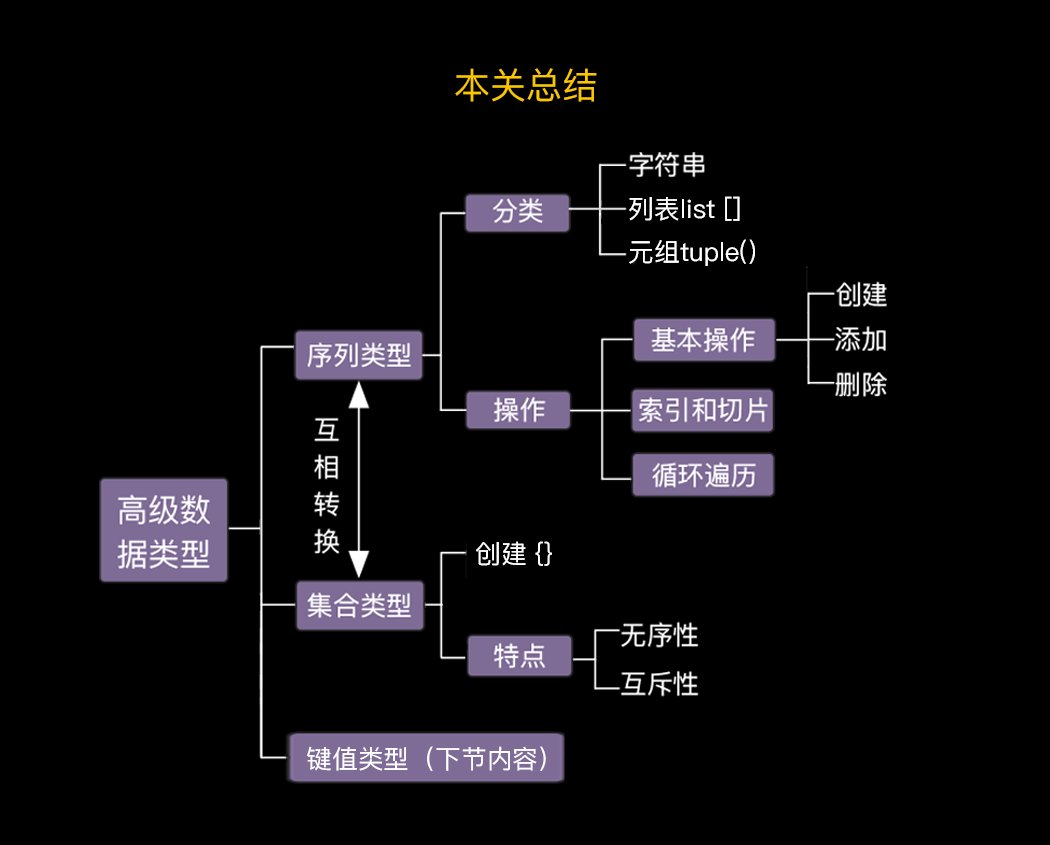 本关总结
字符串
分类
列表list []
元组tuple()
创建
基本操作
添加
序列类型
删除
操作
索引和切片
互
相
转
换
循环遍历
高级数
据类型
创建 {}
集合类型
无序性
特点
互斥性
键值类型（下节内容）